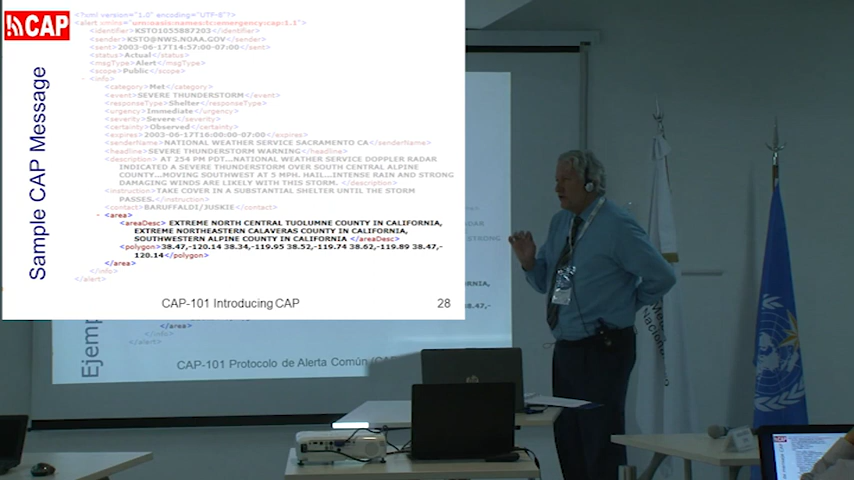 CAP
Sample CAP Message
<?xml version="1.0" encoding="UTF-8"?>
<alert xmlns="urn:oasis:names:tc:emergency:cap:1.1">
<identifier>KSTO1055887203</identifier>
<sender>KSTO@NWS.NOAA.GOV</sender>
<sent>2003-06-17T14:57:00-07:00</sent>
<status>Actual</status>
<msgType>Alert</msgType>
<scope>Public</scope>
- <info>
<category>Met</category>
<event>SEVERE THUNDERSTORM</event>
<responseType>Shelter</responseType>
<urgency>Immediate</urgency>
<severity>Severe</severity>
<certainty>Observed</certainty>
<expires>2003-06-17T16:00:00-07:00</expires>
<senderName>NATIONAL WEATHER SERVICE SACRAMENTO CA</senderName>
<headline>SEVERE THUNDERSTORM WARNING</headline>
<description> AT 254 PM PDT...NATIONAL WEATHER SERVICE DOPPLER RADAR
INDICATED A SEVERE THUNDERSTORM OVER SOUTH CENTRAL ALPINE
COUNTY...MOVING SOUTHWEST AT 5 MPH. HAIL...INTENSE RAIN AND STRONG
DAMAGING WINDS ARE LIKELY WITH THIS STORM. </description>
<instruction>TAKE COVER IN A SUBSTANTIAL SHELTER UNTIL THE STORM
PASSES.</instruction>
<contact>BARUFFALDI/JUSKIE</contact>
- <area>
<areaDesc> EXTREME NORTH CENTRAL TUOLUMNE COUNTY IN CALIFORNIA,
EXTREME NORTHEASTERN CALAVERAS COUNTY IN CALIFORNIA,
SOUTHWESTERN ALPINE COUNTY IN CALIFORNIA </areaDesc>
<polygon>38.47,-120.14 38.34,-119.95 38.52,-119.74 38.62,-119.89 38.47,-
120.14</polygon>
</area>
</info>
</alert>
CAP-101 Introducing CAP
28
RADAR
STRONG
RNIA,
38.47,-
</area>
</info>
</alert>
Ejemp
CAP-101 Protocolo de Alerta Común (CA
Nacional
hp
CAP